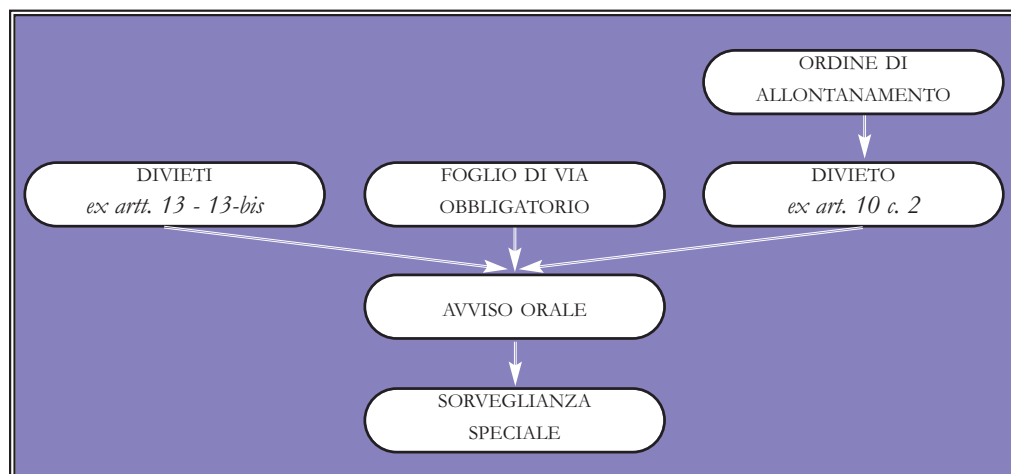 ORDINE DI
ALLONTANAMENTO
DIVIETI
ex artt. 13 - 13-bis
FOGLIO DI VIA
OBBLIGATORIO
DIVIETO
ex art. 10 c. 2
AVVISO ORALE
SORVEGLIANZA
SPECIALE